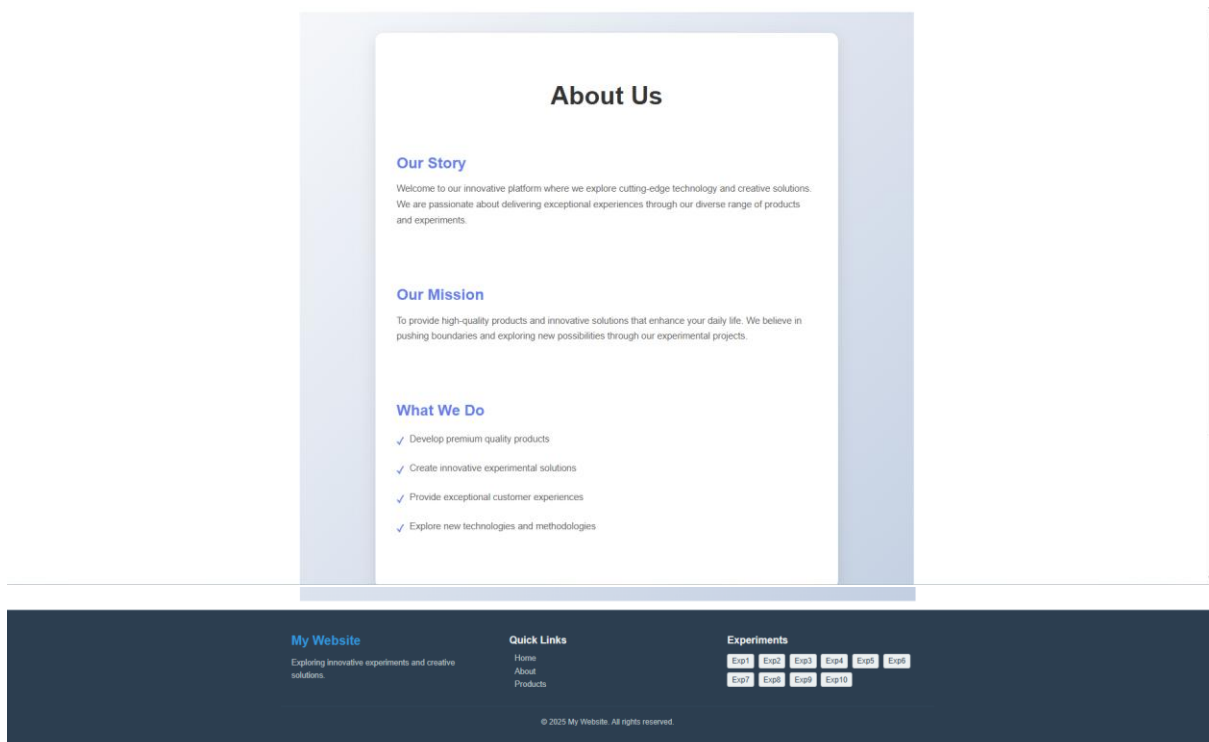 About Us
Our Story
Welcome to our innovative platform where we explore cutting-edge technology and creative solutions.
We are passionate about delivering exceptional experiences through our diverse range of products
and experiments.
Our Mission
To provide high-quality products and innovative solutions that enhance your daily life. We believe in
pushing boundaries and exploring new possibilities through our experimental projects.
What We Do
✓ Develop premium quality products
✓ Create innovative experimental solutions
✓ Provide exceptional customer experiences
✓ Explore new technologies and methodologies
My Website
Exploring innovative experiments and creative
solutions.
Quick Links
Home
About
Products
Experiments
Exp1 Exp2 Exp3 Exp4 Exp5 Exp6
Exp7 Exp8 Exp9 Exp10
© 2025 My Website. All rights reserved.